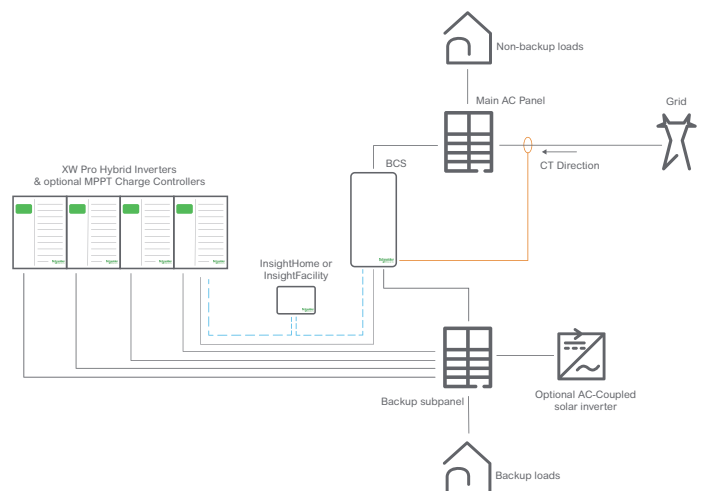 Non-backup loads
Main AC Panel
Grid
CT Direction
XW Pro Hybrid Inverters
& optional MPPT Charge Controllers
BCS
InsightHome or
InsightFacility
Backup subpanel
Optional AC-Coupled
solar inverter
Backup loads